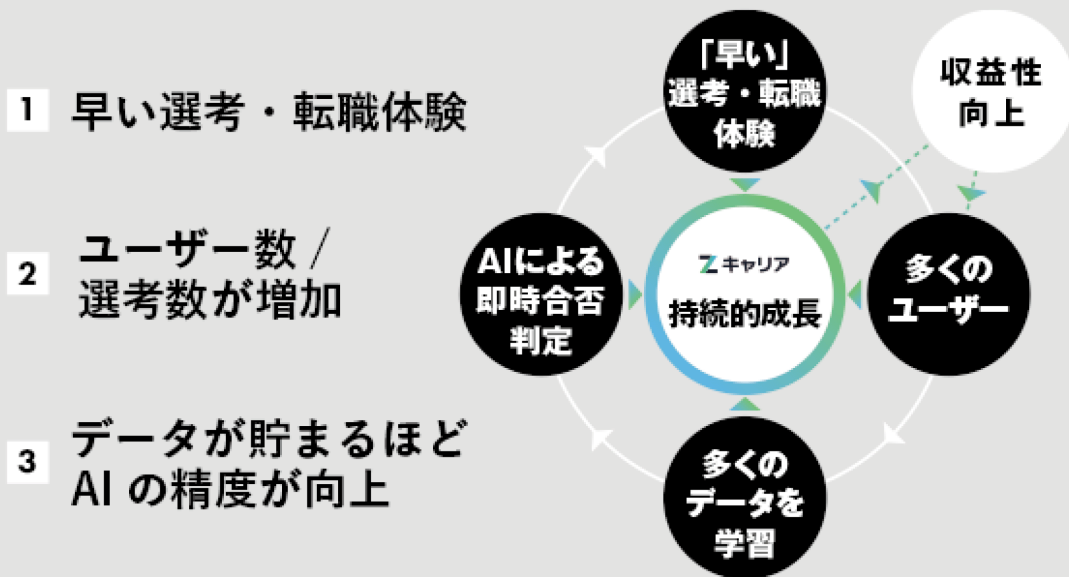 1 早い選考・転職体験
2 ユーザー数 /
選考数が増加
3 データが貯まるほど
AI の精度が向上
「早い」
選考・転職
体験
収益性
向上
AIによる
即時合否
判定
Zキャリア
持続的成長
多くの
ユーザー
多くの
データを
学習